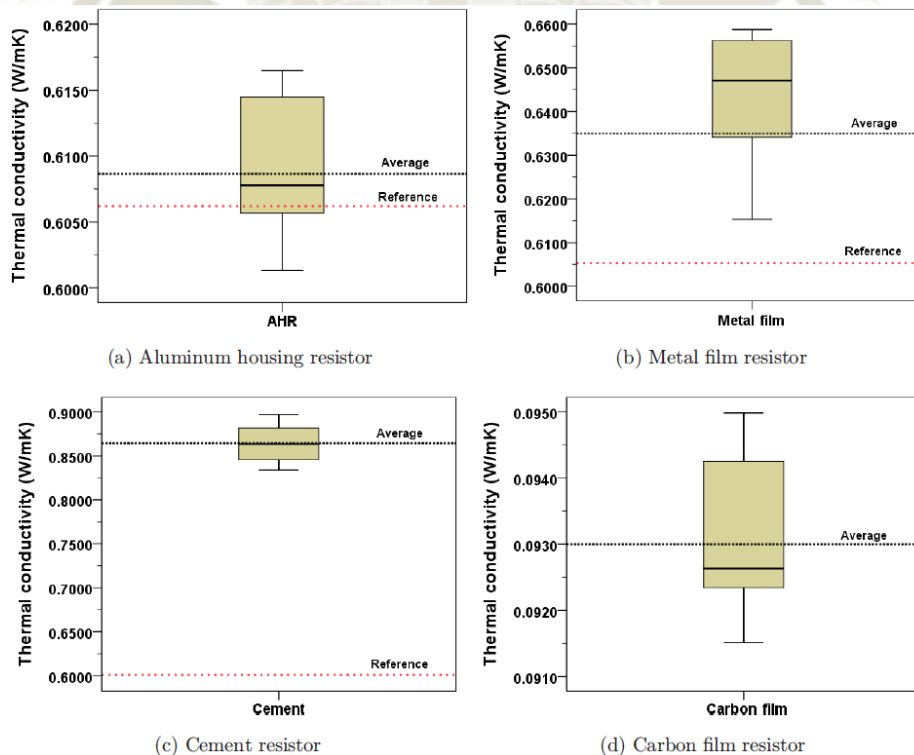 Thermal conductivity (W/mK)
0.6200
0.6150
0.6100
0.6050
0.6000
Average
Reference
AHR
(a) Aluminum housing resistor
Thermal conductivity (W/mK)
0.6600
0.6500
0.6400
0.6300
0.6200
0.6100
0.6000
Average
Reference
Metal film
(b) Metal film resistor
Thermal conductivity (W/mK)
0.9000
0.8500
0.8000
0.7500
0.7000
0.6500
0.6000
Average
Reference
Cement
(c) Cement resistor
Thermal conductivity (W/mK)
0.0950
0.0940
0.0930
0.0920
0.0910
Average
Carbon film
(d) Carbon film resistor